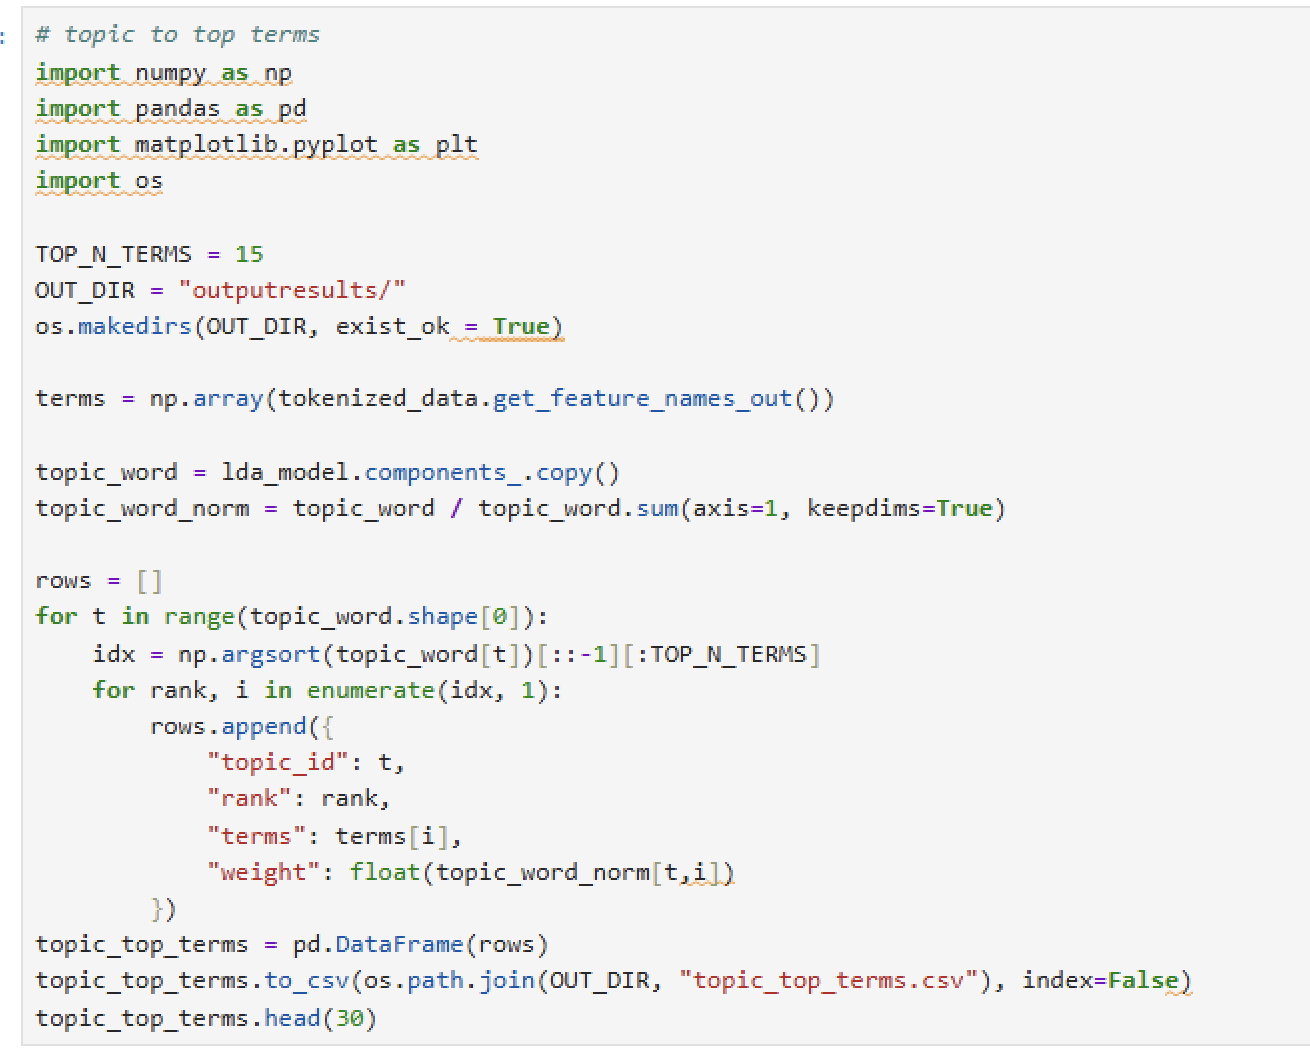 : # topic to top terms
import numpy as np
import pandas as pd
import matplotlib.pyplot as plt
import os

TOP_N_TERMS = 15
OUT_DIR = "outputresults/"
os.makedirs(OUT_DIR, exist_ok = True)

terms = np.array(tokenized_data.get_feature_names_out())

topic_word = lda_model.components_.copy()
topic_word_norm = topic_word / topic_word.sum(axis=1, keepdims=True)

rows = []
for t in range(topic_word.shape[0]):
    idx = np.argsort(topic_word[t])[::-1][:TOP_N_TERMS]
    for rank, i in enumerate(idx, 1):
        rows.append({
            "topic_id": t,
            "rank": rank,
            "terms": terms[i],
            "weight": float(topic_word_norm[t,i])
        })
topic_top_terms = pd.DataFrame(rows)
topic_top_terms.to_csv(os.path.join(OUT_DIR, "topic_top_terms.csv"), index=False)
topic_top_terms.head(30)